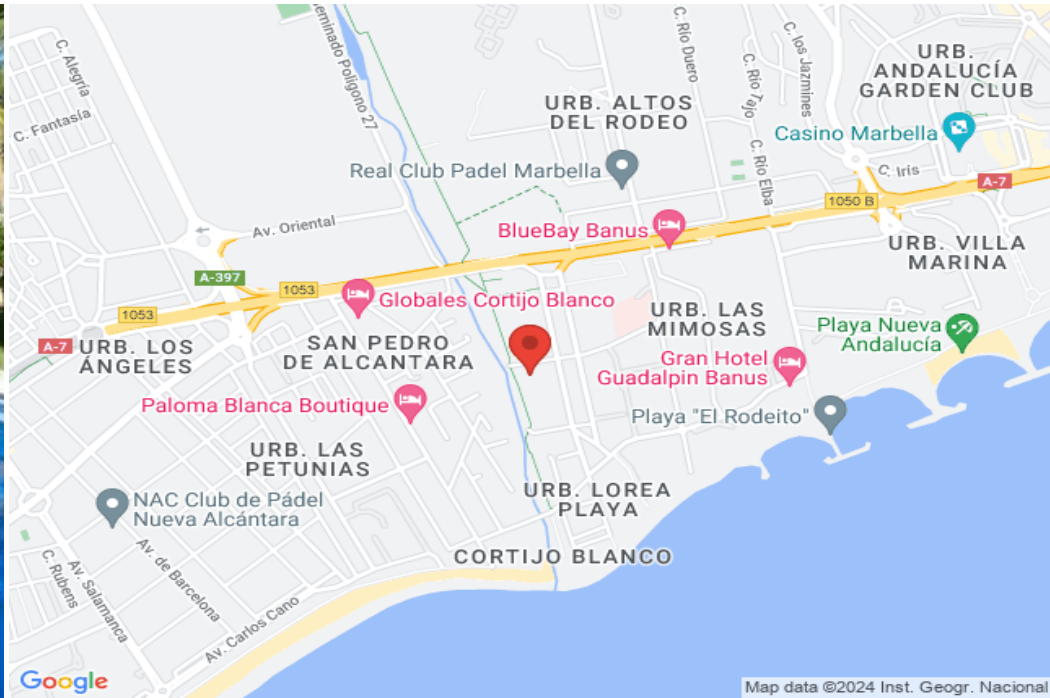 C. Alegría
C. Fantasía
eminado Polígono 27
C. Río Duero
C. los Jazmines
C. Río Tajo
C. Río Elba
URB.
ANDALUCÍA
GARDEN CLUB
URB. ALTOS
DEL RODEO
Casino Marbella
Real Club Padel Marbella
C. Iris
A-7
1050 B
Av. Oriental
BlueBay Banus
URB. VILLA
MARINA
A-397
1053
1053
Globales Cortijo Blanco
A-7
URB. LOS
ÁNGELES
SAN PEDRO
DE ALCANTARA
URB. LAS
MIMOSAS
Playa Nueva
Andalucía
Gran Hotel
Guadalpin Banus
Paloma Blanca Boutique
Playa "El Rodeito"
URB. LAS
PETUNIAS
NAC Club de Pádel
Nueva Alcántara
URB. LOREA
PLAYA
CORTIJO BLANCO
C. Rubens
Av. Salamanca
Av. de Barcelona
Av. Carlos Cano
Google
Map data ©2024 Inst. Geogr. Nacional